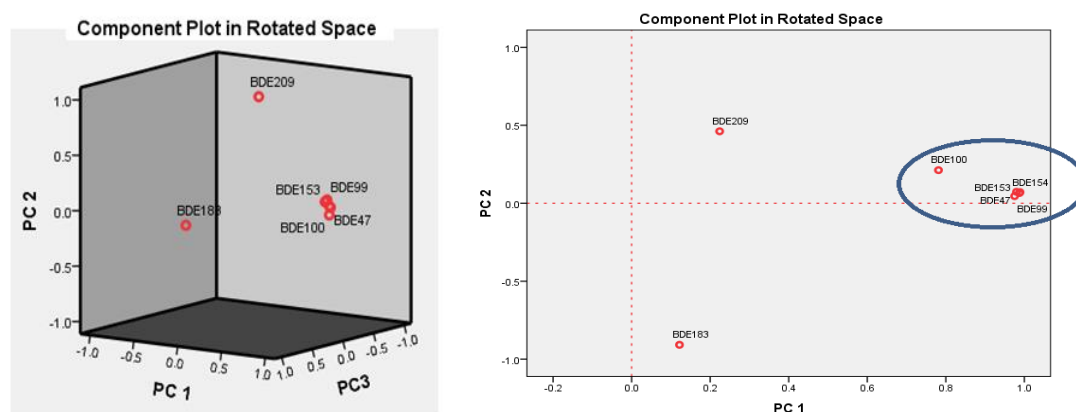 Component Plot in Rotated Space
BDE209
1.0
0.5
PC 2
0.0
-0.5
-1.0
BDE153
BDE99
BDE183
BDE100
BDE47
-1.0
-0.5
0.0
0.5
1.0
PC 1
1.0
0.5
0.0
-0.5
-1.0
PC3
Component Plot in Rotated Space
1.0
0.5
PC 2
0.0
-0.5
-1.0
BDE209
BDE100
BDE153
BDE154
BDE47
BDE99
BDE183
-0.2
0.0
0.2
0.4
0.6
0.8
1.0
PC 1